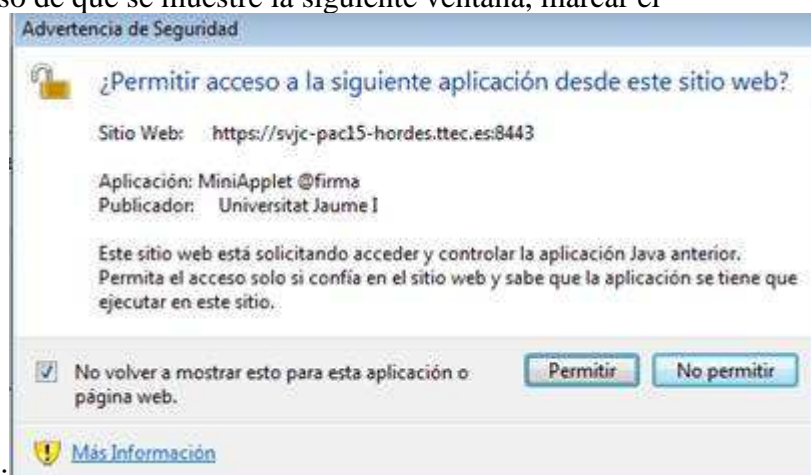 so de que se muestre la siguiente ventana, marcar el
Advertencia de Seguridad
¿Permitir acceso a la siguiente aplicación desde este sitio web?
Sitio Web: https://svjc-pac15-hordes.ttec.es:8443
Aplicación: MiniApplet @firma
Publicador: Universitat Jaume I
Este sitio web está solicitando acceder y controlar la aplicación Java anterior.
Permita el acceso solo si confía en el sitio web y sabe que la aplicación se tiene que
ejecutar en este sitio.
No volver a mostrar esto para esta aplicación o
página web.
Permitir
No permitir
Más Información
.